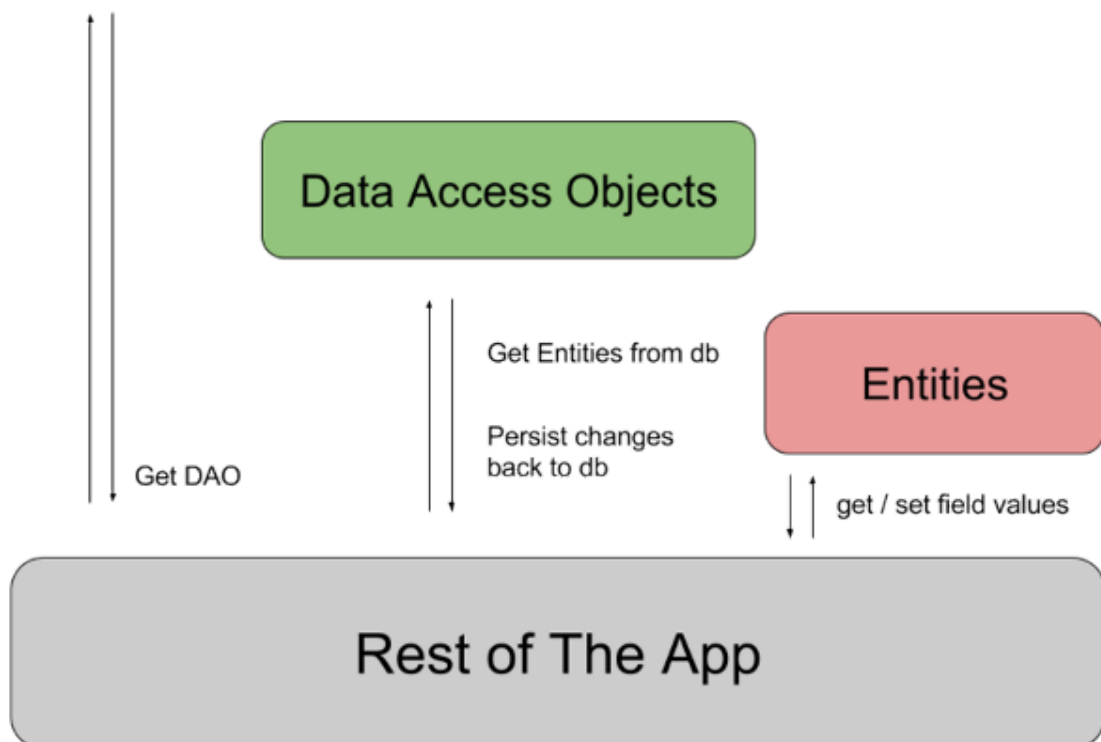 Data Access Objects
Get Entities from db
Entities
Persist changes
back to db
Get DAO
get / set field values
Rest of The App